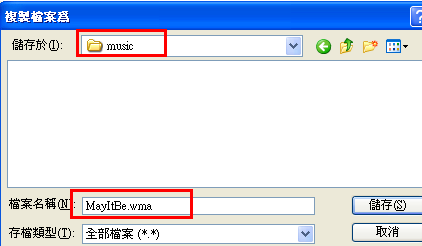 複製檔案為
儲存於(I):
music
檔案名稱(N):
MayItBe.wma
儲存(S)
存檔類型(T):
全部檔案 (*.*)
取消